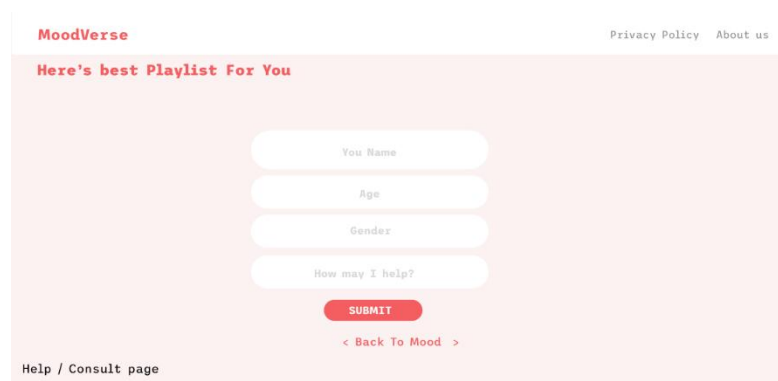 MoodVerse
Privacy Policy About us
Here's best Playlist For You
You Name
Age
Gender
How may I help?
SUBMIT
< Back To Mood >
Help / Consult page